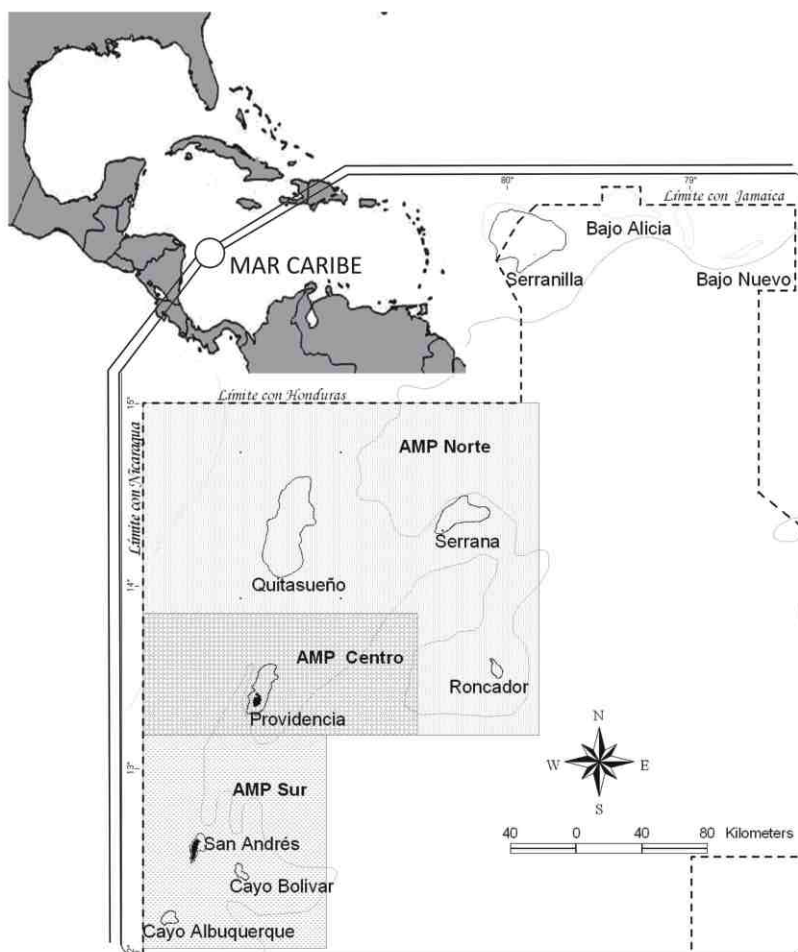 80°
79°
Límite con Jamaica
Bajo Alicia
MAR CARIBE
Serranilla
Bajo Nuevo
Límite con Honduras
15°
AMP Norte
Límite con Nicaragua
Serrana
Quitasueño
14°
AMP Centro
Roncador
Providencia
N
W E
S
13°
AMP Sur
40 0 40 80 Kilometers
San Andrés
Cayo Bolivar
Cayo Albuquerque